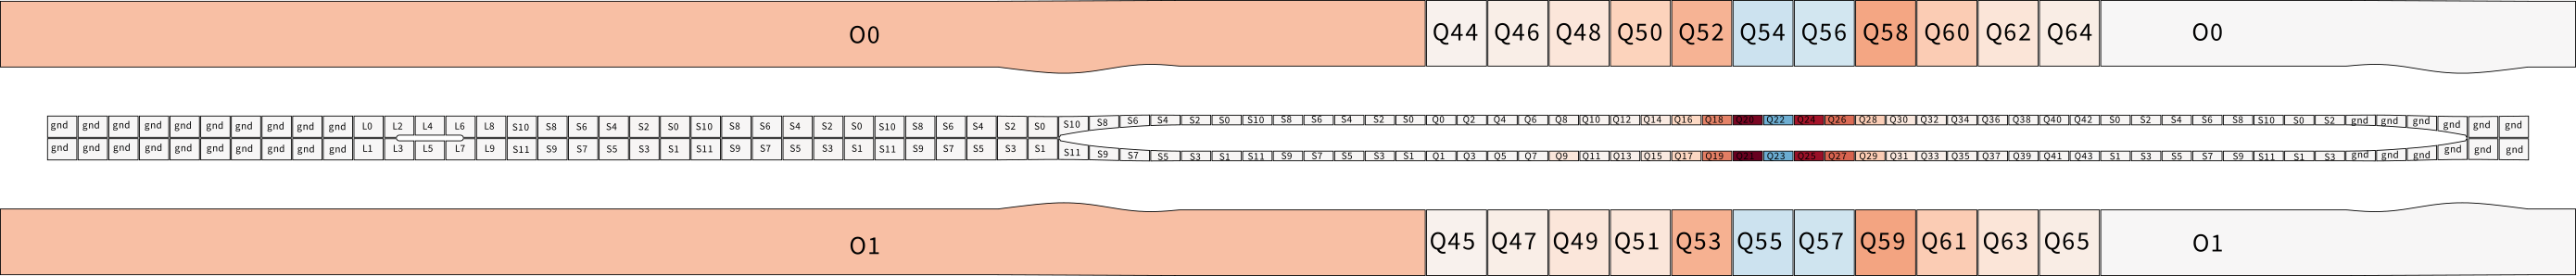 O0 Q44 Q46 Q48 Q50 Q52 Q54 Q56 Q58 Q60 Q62 Q64 O0
gnd gnd gnd gnd gnd gnd gnd gnd gnd gnd L0 L2 L4 L6 L8 S10 S8 S6 S4 S2 S0 S10 S8 S6 S4 S2 S0 S10 S8 S6 S4 S2 S0 S10 S8 S6 S4 S2 S0 S10 S8 S6 S4 S2 S0 Q0 Q2 Q4 Q6 Q8 Q10 Q12 Q14 Q16 Q18 Q20 Q22 Q24 Q26 Q28 Q30 Q32 Q34 Q36 Q38 Q40 Q42 S0 S2 S4 S6 S8 S10 S0 S2 gnd gnd gnd gnd gnd gnd
gnd gnd gnd gnd gnd gnd gnd gnd gnd gnd L1 L3 L5 L7 L9 S11 S9 S7 S5 S3 S1 S11 S9 S7 S5 S3 S1 S11 S9 S7 S5 S3 S1 S11 S9 S7 S5 S3 S1 S11 S9 S7 S5 S3 S1 Q1 Q3 Q5 Q7 Q9 Q11 Q13 Q15 Q17 Q19 Q21 Q23 Q25 Q27 Q29 Q31 Q33 Q35 Q37 Q39 Q41 Q43 S1 S3 S5 S7 S9 S11 S1 S3 gnd gnd gnd gnd gnd gnd
O1 Q45 Q47 Q49 Q51 Q53 Q55 Q57 Q59 Q61 Q63 Q65 O1